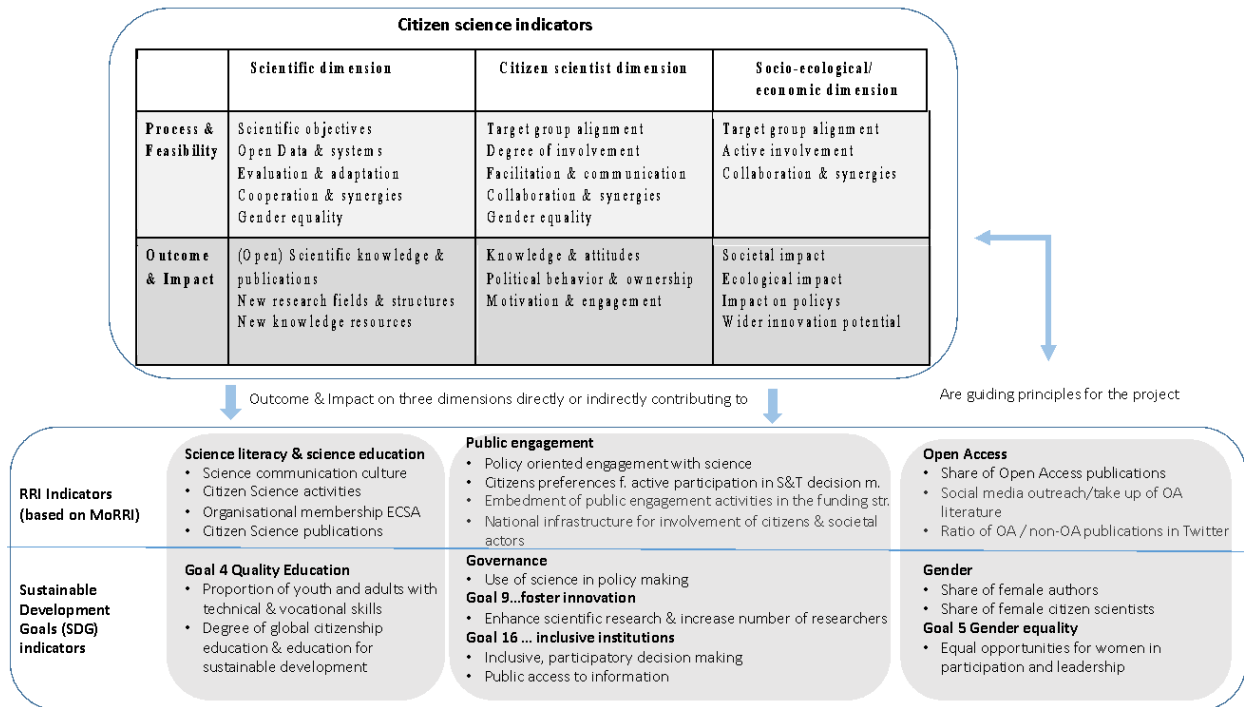 Citizen science indicators
Scientific dimension
Citizen scientist dimension
Socio-ecological/
economic dimension
Process &
Feasibility
Scientific objectives
Open Data & systems
Evaluation & adaptation
Cooperation & synergies
Gender equality
Target group alignment
Degree of involvement
Facilitation & communication
Collaboration & synergies
Gender equality
Target group alignment
Active involvement
Collaboration & synergies
Outcome
& Impact
(Open) Scientific knowledge &
publications
New research fields & structures
New knowledge resources
Knowledge & attitudes
Political behavior & ownership
Motivation & engagement
Societal impact
Ecological impact
Impact on policys
Wider innovation potential
Outcome & Impact on three dimensions directly or indirectly contributing to
Are guiding principles for the project
RRI Indicators
(based on MoRRI)
Science literacy & science education
• Science communication culture
• Citizen Science activities
• Organisational membership ECSA
• Citizen Science publications
Public engagement
• Policy oriented engagement with science
• Citizens preferences f. active participation in S&T decision m.
• Embedment of public engagement activities in the funding str.
• National infrastructure for involvement of citizens & societal
actors
Open Access
• Share of Open Access publications
• Social media outreach/take up of OA
literature
• Ratio of OA / non-OA publications in Twitter
Sustainable
Development
Goals (SDG)
indicators
Goal 4 Quality Education
• Proportion of youth and adults with
technical & vocational skills
• Degree of global citizenship
education & education for
sustainable development
Governance
• Use of science in policy making
Goal 9...foster innovation
• Enhance scientific research & increase number of researchers
Goal 16 ... inclusive institutions
• Inclusive, participatory decision making
• Public access to information
Gender
• Share of female authors
• Share of female citizen scientists
Goal 5 Gender equality
• Equal opportunities for women in
participation and leadership